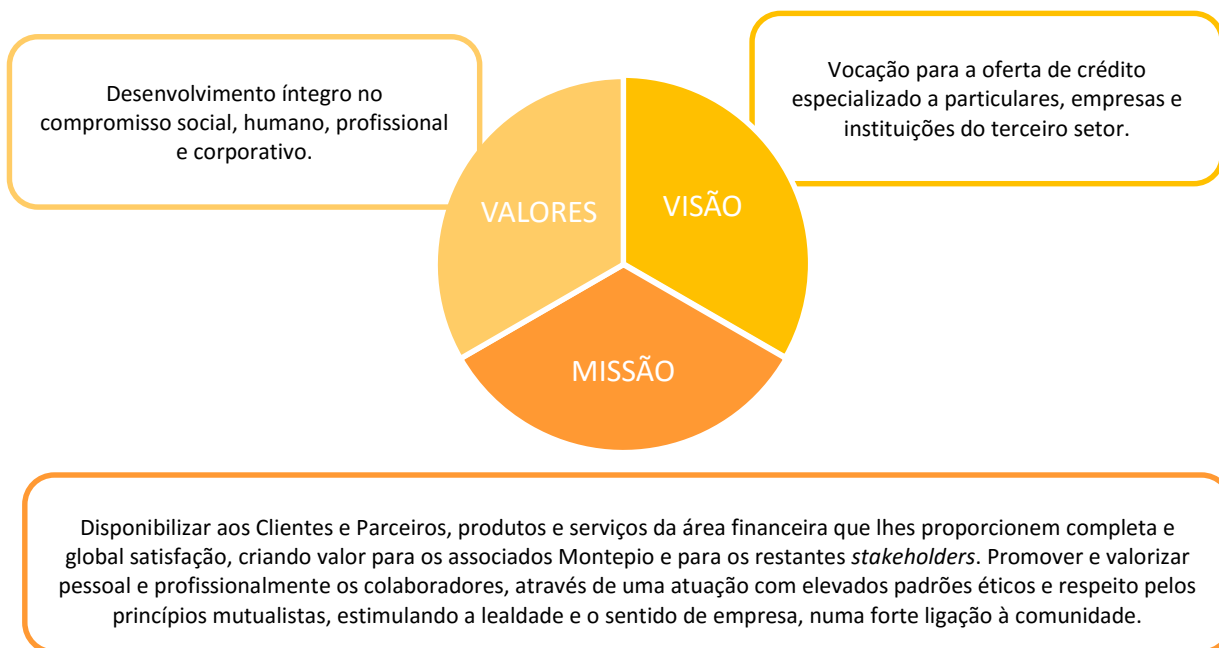 Desenvolvimento íntegro no
compromisso social, humano, profissional
e corporativo.
Vocação para a oferta de crédito
especializado a particulares, empresas e
instituições do terceiro setor.
VALORES
VISÃO
MISSÃO
Disponibilizar aos Clientes e Parceiros, produtos e serviços da área financeira que lhes proporcionem completa e
global satisfação, criando valor para os associados Montepio e para os restantes stakeholders. Promover e valorizar
pessoal e profissionalmente os colaboradores, através de uma atuação com elevados padrões éticos e respeito pelos
princípios mutualistas, estimulando a lealdade e o sentido de empresa, numa forte ligação à comunidade.